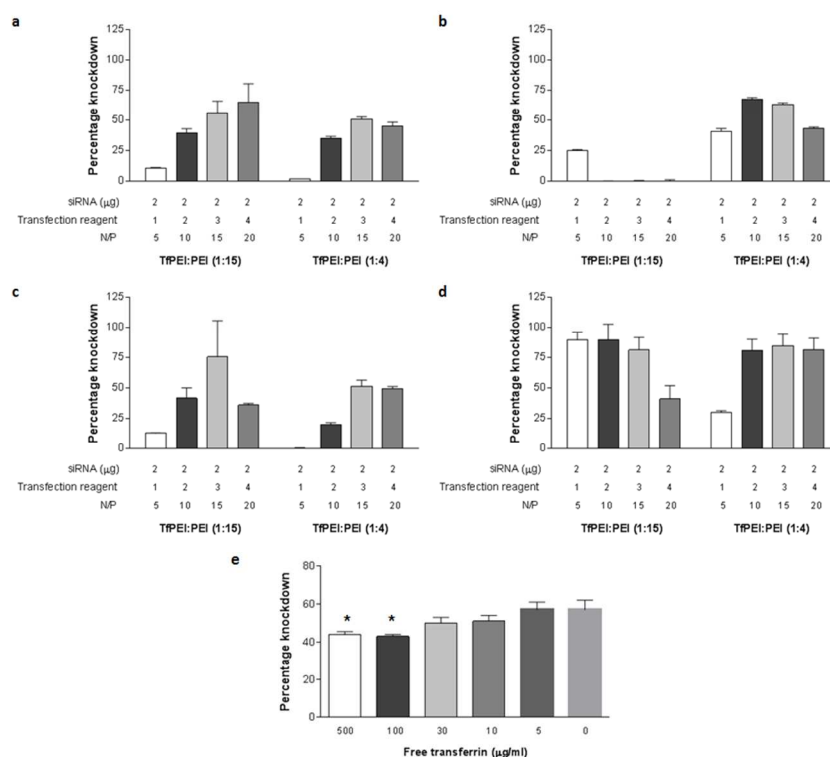 a
b
Percentage knockdown
125
100
75
50
25
0
siRNA (µg) 2 2 2 2 2 2 2 2
Transfection reagent 1 2 3 4 1 2 3 4
N/P 5 10 15 20 5 10 15 20
TfPEI:PEI (1:15) TfPEI:PEI (1:4)
Percentage knockdown
125
100
75
50
25
0
siRNA (µg) 2 2 2 2 2 2 2 2
Transfection reagent 1 2 3 4 1 2 3 4
N/P 5 10 15 20 5 10 15 20
TfPEI:PEI (1:15) TfPEI:PEI (1:4)
c
d
Percentage knockdown
125
100
75
50
25
0
siRNA (µg) 2 2 2 2 2 2 2 2
Transfection reagent 1 2 3 4 1 2 3 4
N/P 5 10 15 20 5 10 15 20
TfPEI:PEI (1:15) TfPEI:PEI (1:4)
Percentage knockdown
125
100
75
50
25
0
siRNA (µg) 2 2 2 2 2 2 2 2
Transfection reagent 1 2 3 4 1 2 3 4
N/P 5 10 15 20 5 10 15 20
TfPEI:PEI (1:15) TfPEI:PEI (1:4)
e
Percentage knockdown
80
60
40
20
0
* *
500 100 30 10 5 0
Free transferrin (µg/ml)